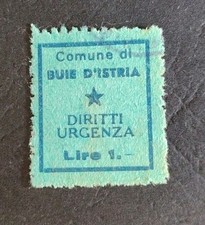 Comune di
BUIE D'ISTRIA
DIRITTI
URGENZA
Lire 1.-